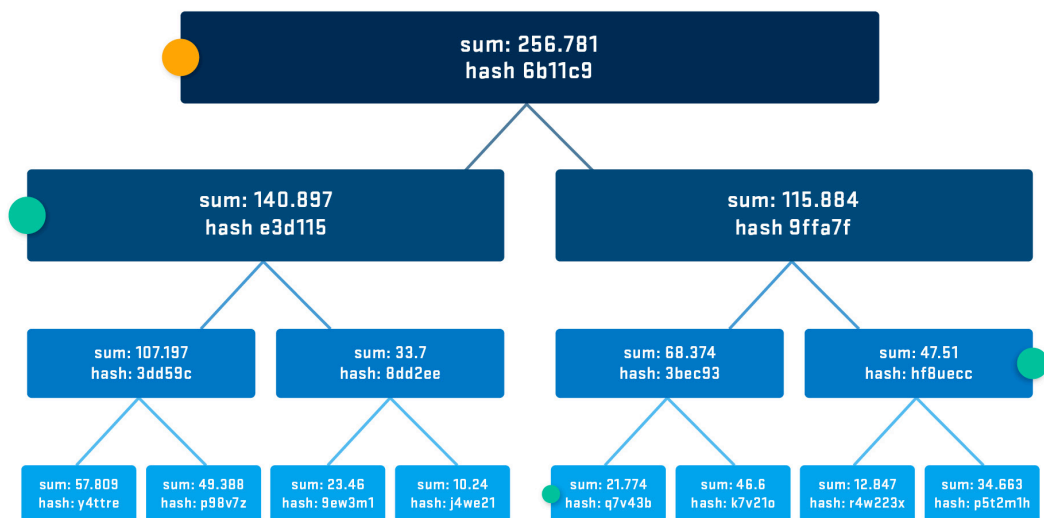 sum: 256.781
hash 6b11c9
sum: 140.897
hash e3d115
sum: 115.884
hash 9ffa7f
sum: 107.197
hash: 3dd59c
sum: 33.7
hash: 8dd2ee
sum: 68.374
hash: 3bec93
sum: 47.51
hash: hf8uecc
sum: 57.809
hash: y4ttre
sum: 49.388
hash: p98v7z
sum: 23.46
hash: 9ew3m1
sum: 10.24
hash: j4we21
sum: 21.774
hash: q7v43b
sum: 46.6
hash: k7v21o
sum: 12.847
hash: r4w223x
sum: 34.663
hash: p5t2m1h